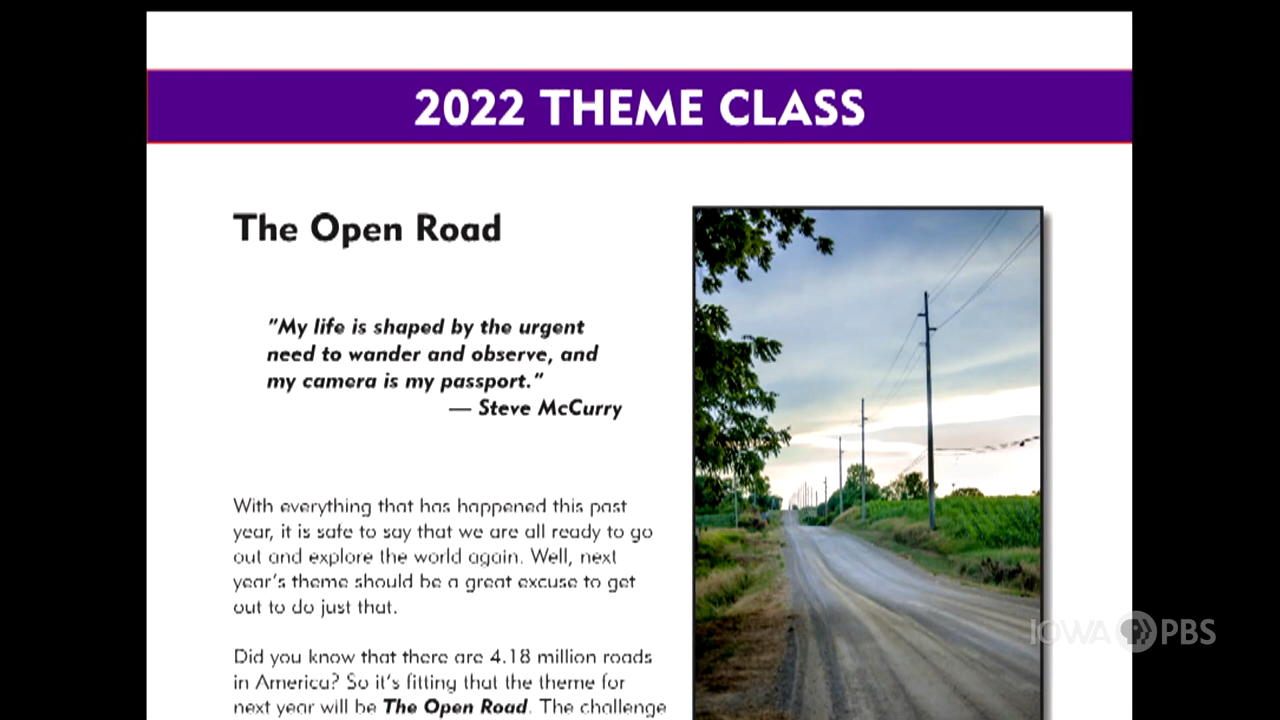 2022 THEME CLASS
The Open Road
"My life is shaped by the urgent
need to wander and observe, and
my camera is my passport."
— Steve McCurry
With everything that has happened this past
year, it is safe to say that we are all ready to go
out and explore the world again. Well, next
year's theme should be a great excuse to get
out to do just that.
Did you know that there are 4.18 million roads
in America? So it's fitting that the theme for
next year will be The Open Road. The challenge
IOWA PBS